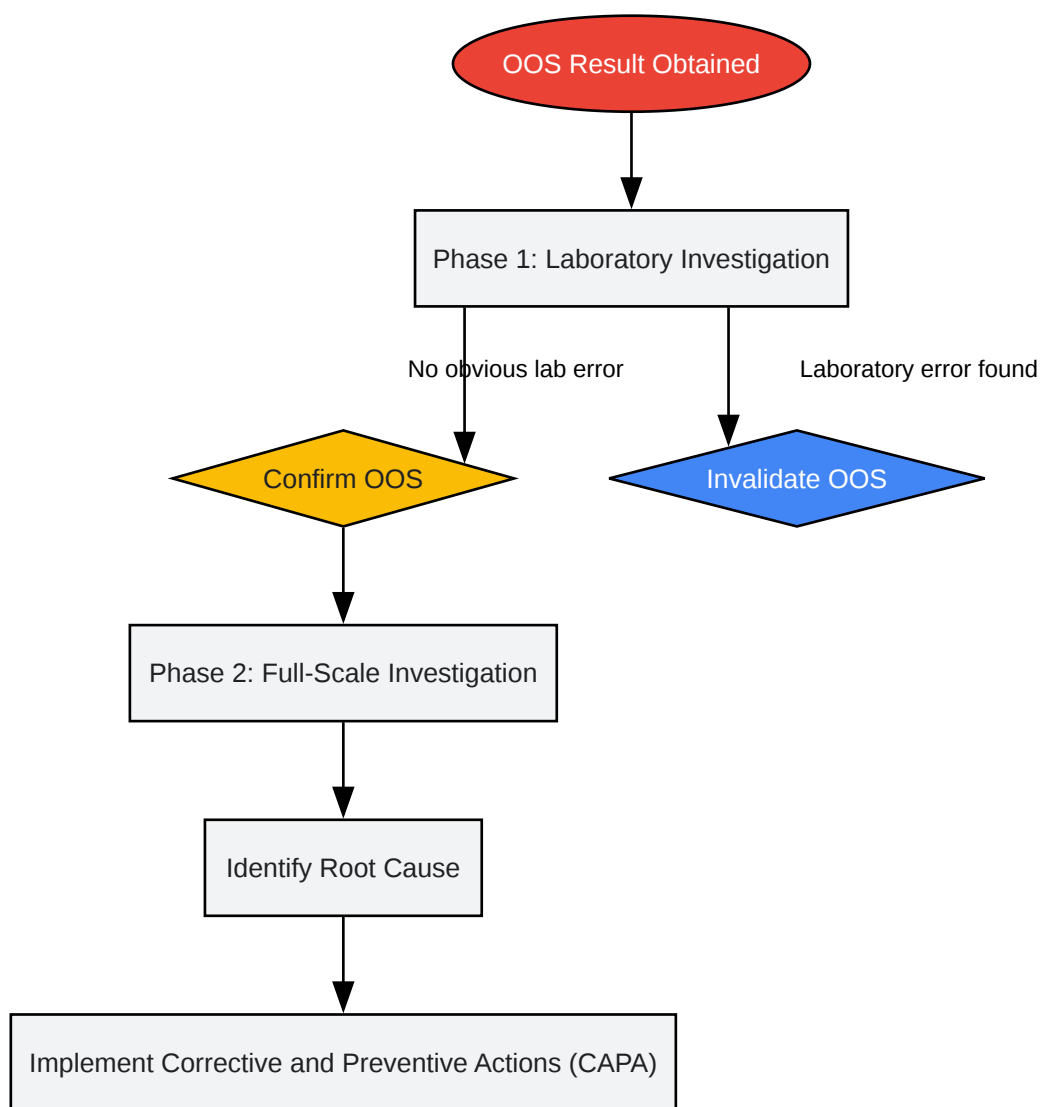 OOS Result Obtained
Phase 1: Laboratory Investigation
No obvious lab error
Laboratory error found
Confirm OOS
Invalidate OOS
Phase 2: Full-Scale Investigation
Identify Root Cause
Implement Corrective and Preventive Actions (CAPA)